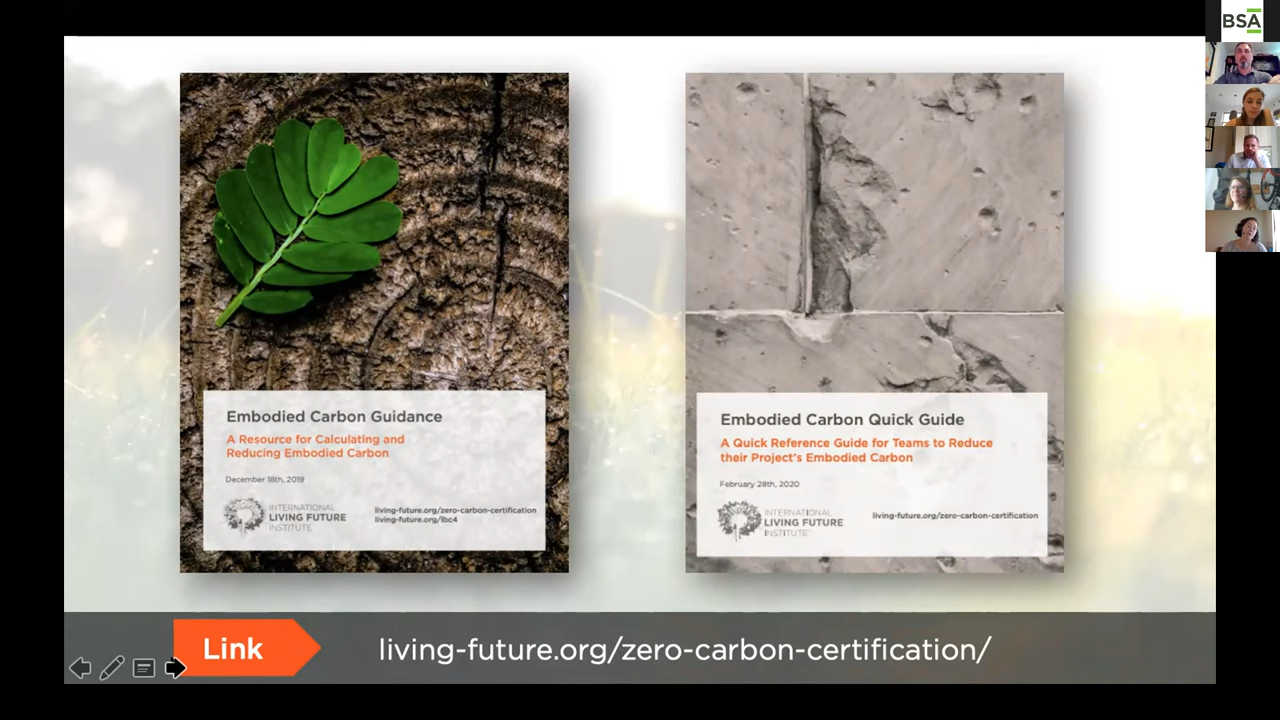 BSA
Embodied Carbon Guidance
A Resource for Calculating and
Reducing Embodied Carbon
December 18th, 2019
INTERNATIONAL
LIVING FUTURE
INSTITUTE
living-future.org/zero-carbon-certification
living-future.org/lbc4
Embodied Carbon Quick Guide
A Quick Reference Guide for Teams to Reduce
their Project's Embodied Carbon
February 28th, 2020
INTERNATIONAL
LIVING FUTURE
INSTITUTE
living-future.org/zero-carbon-certification
Link
living-future.org/zero-carbon-certification/